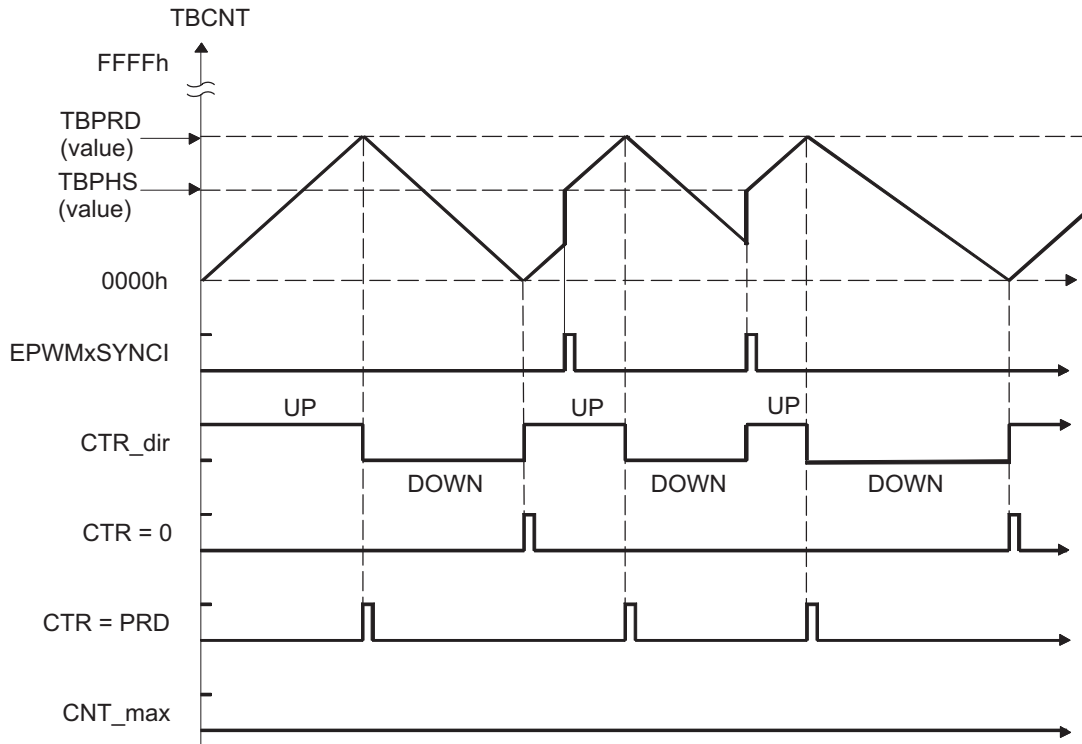 TBCNT
FFFFh
TBPRD
(value)
TBPHS
(value)
0000h
EPWMxSYNCI
UP
UP
UP
CTR_dir
DOWN
DOWN
DOWN
CTR = 0
CTR = PRD
CNT_max